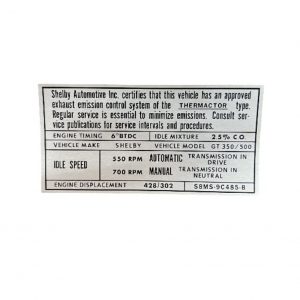 Shelby Automotive Inc. certifies that this vehicle has an approved
exhaust emission control system of the THERMACTOR type.
Regular service is essential to minimize emissions. Consult ser-
vice publications for service intervals and procedures.
ENGINE TIMING 6° BTDC IDLE MIXTURE 2.5% C.O.
VEHICLE MAKE SHELBY VEHICLE MODEL GT 350/500
IDLE SPEED 550 RPM AUTOMATIC TRANSMISSION IN DRIVE
700 RPM MANUAL TRANSMISSION IN NEUTRAL
ENGINE DISPLACEMENT 428/302 S8MS-9C485-B